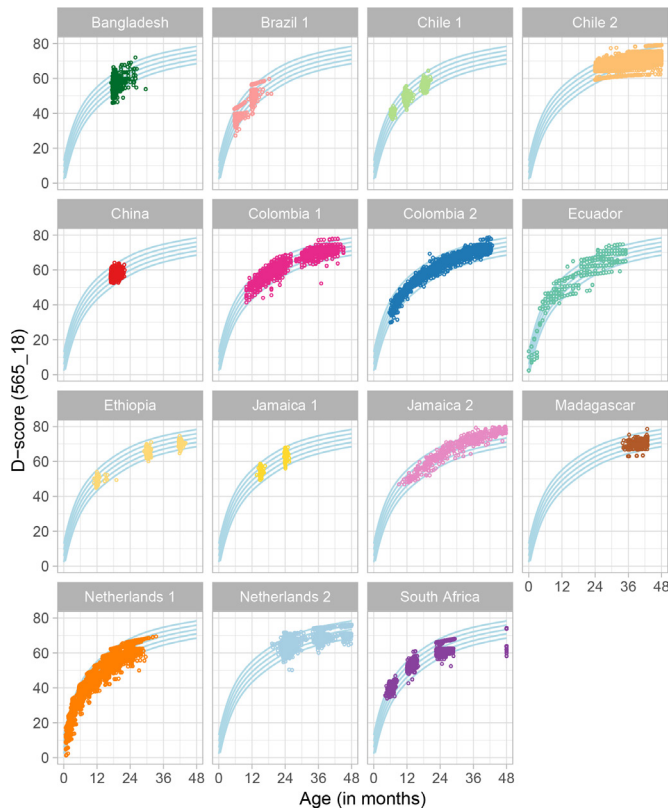 Bangladesh Brazil 1 Chile 1 Chile 2
80
60
40
20
0
China Colombia 1 Colombia 2 Ecuador
80
60
40
20
0
Ethiopia Jamaica 1 Jamaica 2 Madagascar
80
60
40
20
0
0 12 24 36 48
Netherlands 1 Netherlands 2 South Africa
80
60
40
20
0
0 12 24 36 48 0 12 24 36 48 0 12 24 36 48
Age (in months)
D-score (565_18)